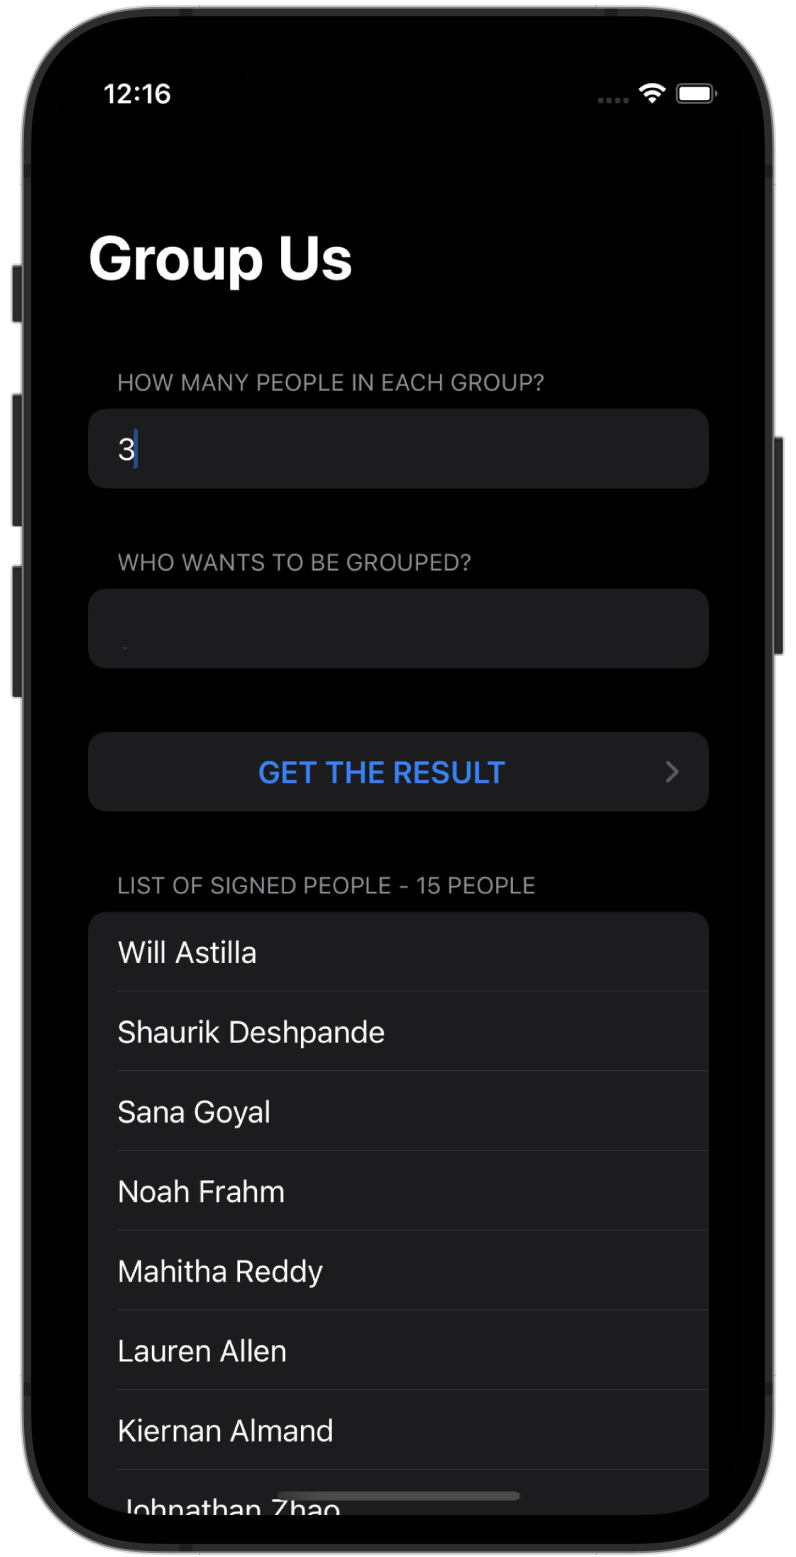 12:16
Group Us
HOW MANY PEOPLE IN EACH GROUP?
3
WHO WANTS TO BE GROUPED?
GET THE RESULT
LIST OF SIGNED PEOPLE - 15 PEOPLE
Will Astilla
Shaurik Deshpande
Sana Goyal
Noah Frahm
Mahitha Reddy
Lauren Allen
Kiernan Almand
Johnathan Zhao